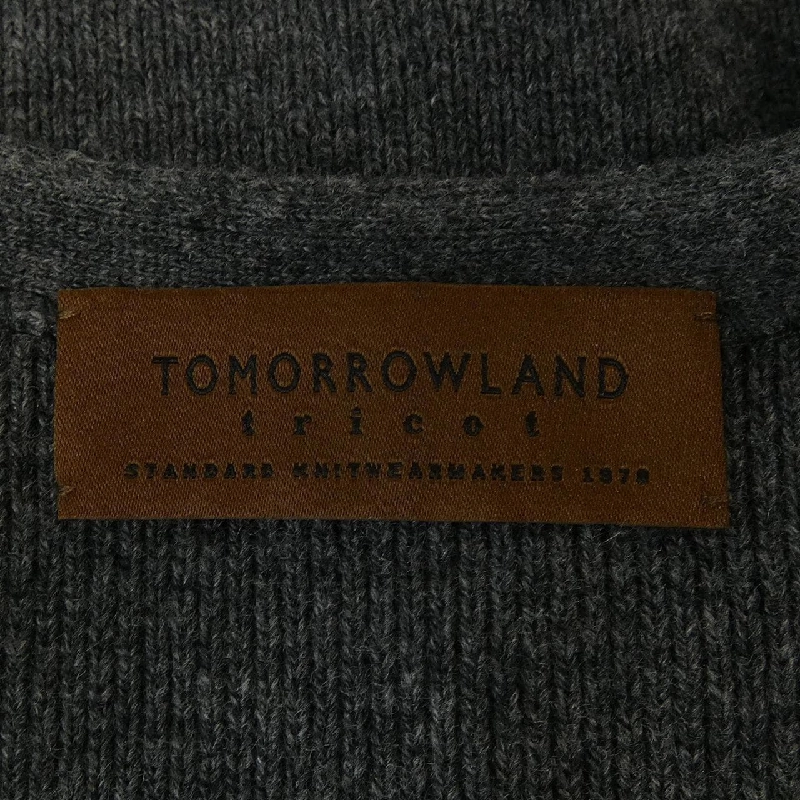 TOMORROWLAND
tricot
STANDARD KNITWEARMAKERS 1978